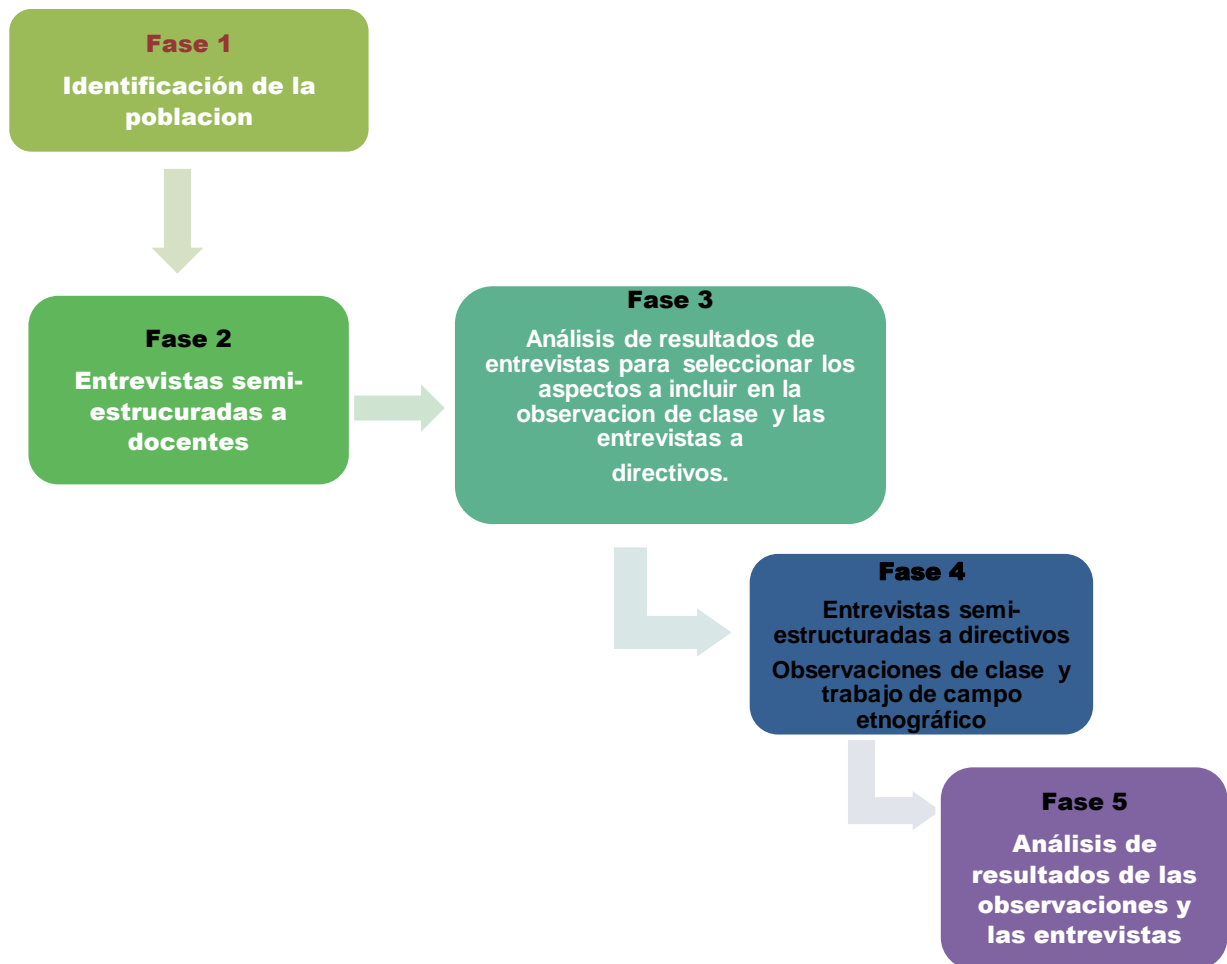 Fase 1
Identificación de la
poblacion
Fase 2
Entrevistas semi-
estrucuradas a
docentes
Fase 3
Análisis de resultados de
entrevistas para seleccionar los
aspectos a incluir en la
observacion de clase y las
entrevistas a
directivos.
Fase 4
Entrevistas semi-
estructuradas a directivos
Observaciones de clase y
trabajo de campo
etnográfico
Fase 5
Análisis de
resultados de las
observaciones y
las entrevistas